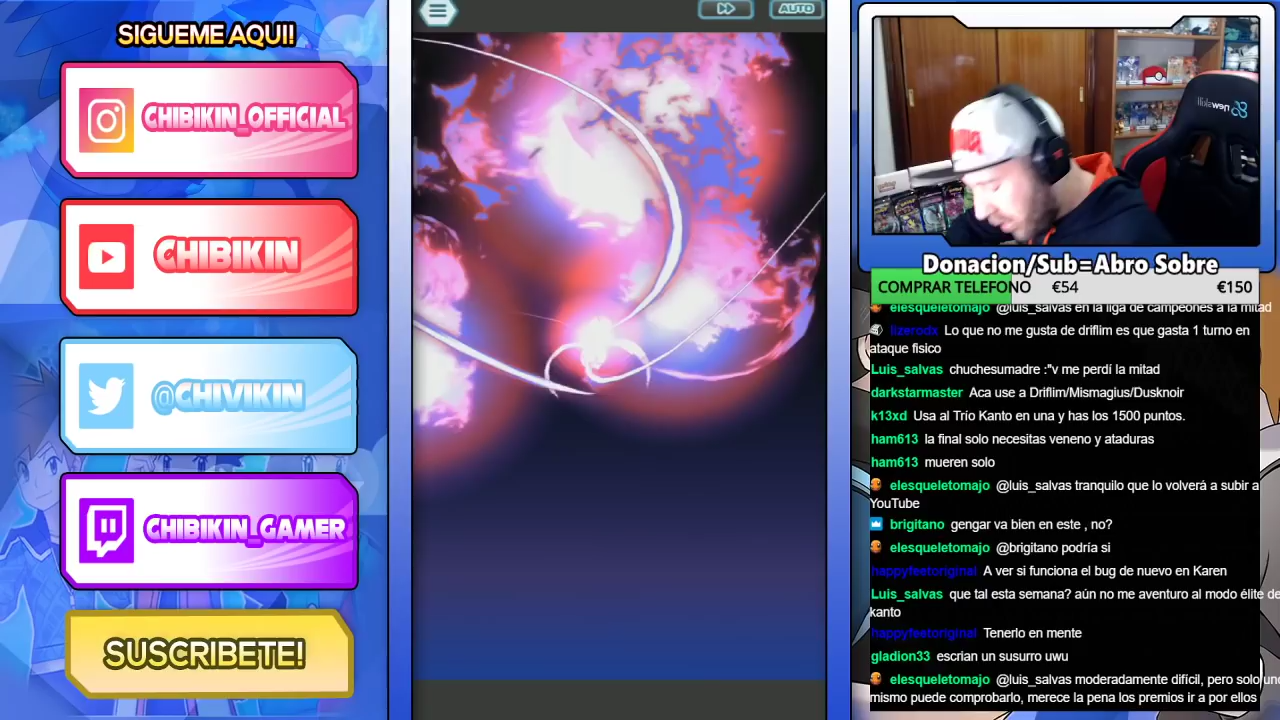 SIGUEME AQUI!
CHIBIKIN_OFFICIAL
CHIBIKIN
@CHIVIKIN
CHIBIKIN_GAMER
SUSCRIBETE!
AUTO
newskill
Donacion/Sub=Abro Sobre
COMPRAR TELEFONO €54 €150
elesqueletomajo @luis_salvas en la liga de campeones a la mitad
lizerodx Lo que no me gusta de driflim es que gasta 1 turno en
ataque fisico
Luis_salvas chuchesumadre :"v me perdí la mitad
darkstarmaster Aca use a Driflim/Mismagius/Dusknoir
k13xd Usa al Trío Kanto en una y has los 1500 puntos.
ham613 la final solo necesitas veneno y ataduras
ham613 mueren solo
elesqueletomajo @luis_salvas tranquilo que lo volverá a subir a
YouTube
brigitano gengar va bien en este , no?
elesqueletomajo @brigitano podría si
happyfeetoriginal A ver si funciona el bug de nuevo en Karen
Luis_salvas que tal esta semana? aún no me aventuro al modo élite de
kanto
happyfeetoriginal Tenerlo en mente
gladion33 escrian un susurro uwu
elesqueletomajo @luis_salvas moderadamente difícil, pero solo uno
mismo puede comprobarlo, merece la pena los premios ir a por ellos